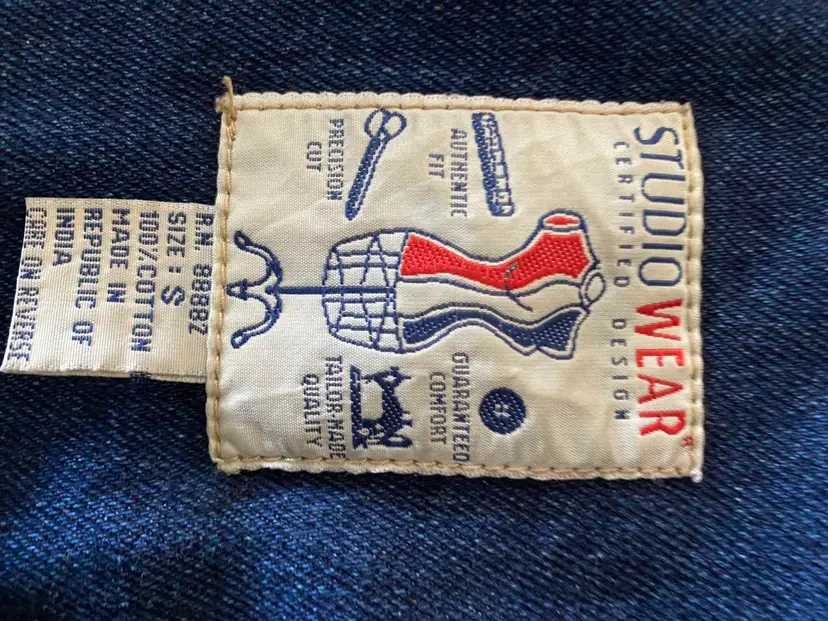 STUDIO WEAR®
CERTIFIED DESIGN
AUTHENTIC
FIT
PRECISION
CUT
GUARANTEED
COMFORT
TAILOR-MADE
QUALITY
R.N. 88887
SIZE: S
100%COTTON
MADE IN
REPUBLIC OF
INDIA
CARE ON REVERSE